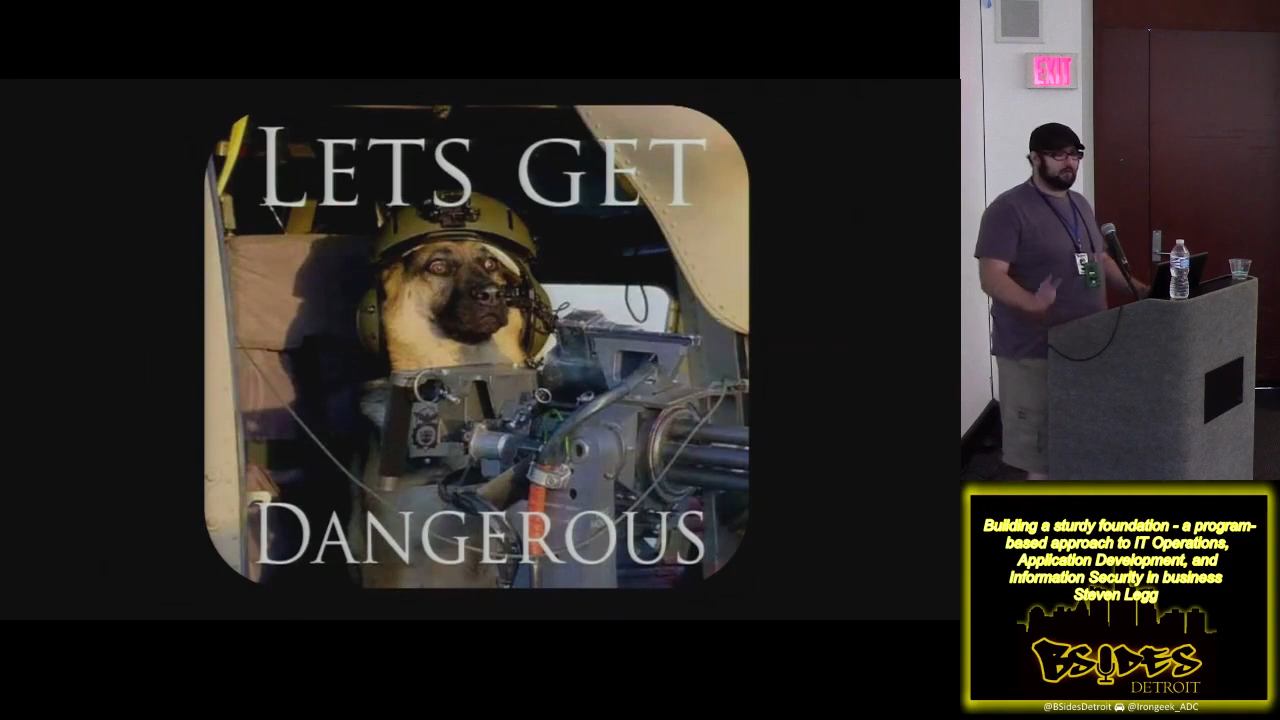 LETS GET
DANGEROUS
EXIT
Building a sturdy foundation - a program-
based approach to IT Operations,
Application Development, and
Information Security in business
Steven Legg
BSIDES
DETROIT
@BSidesDetroit @Irongeek_ADC